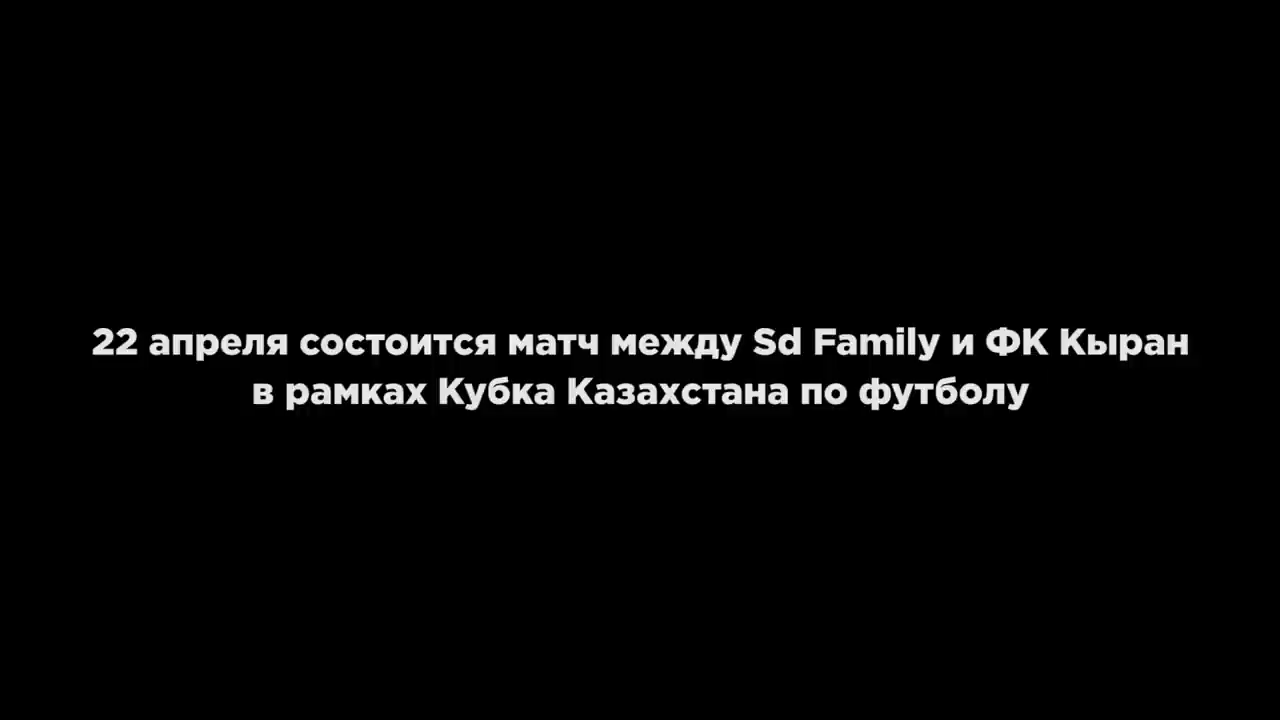 22 апреля состоится матч между Sd Family и ФК Кыран
в рамках Кубка Казахстана по футболу